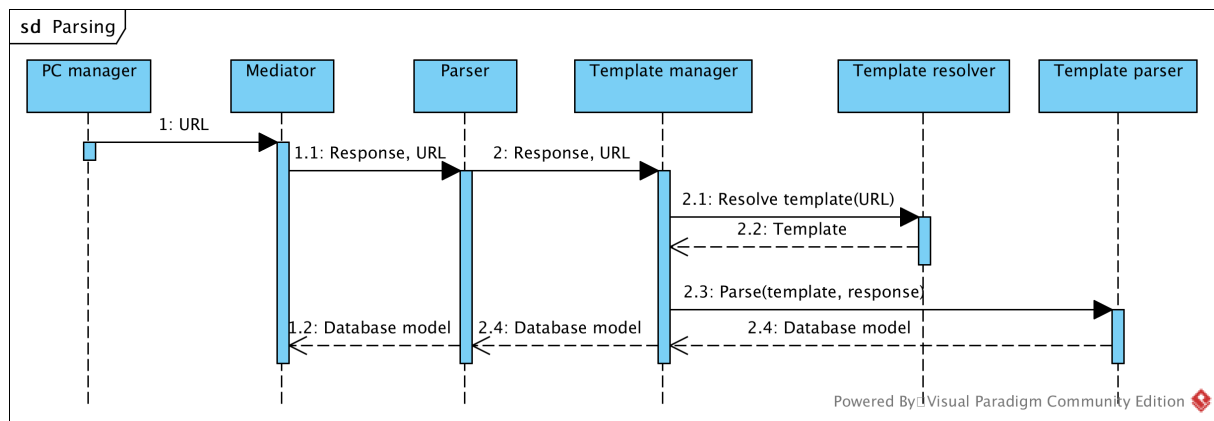 sd Parsing
PC manager
Mediator
Parser
Template manager
Template resolver
Template parser
1: URL
1.1: Response, URL
2: Response, URL
2.1: Resolve template(URL)
2.2: Template
2.3: Parse(template, response)
1.2: Database model
2.4: Database model
2.4: Database model
Powered By Visual Paradigm Community Edition